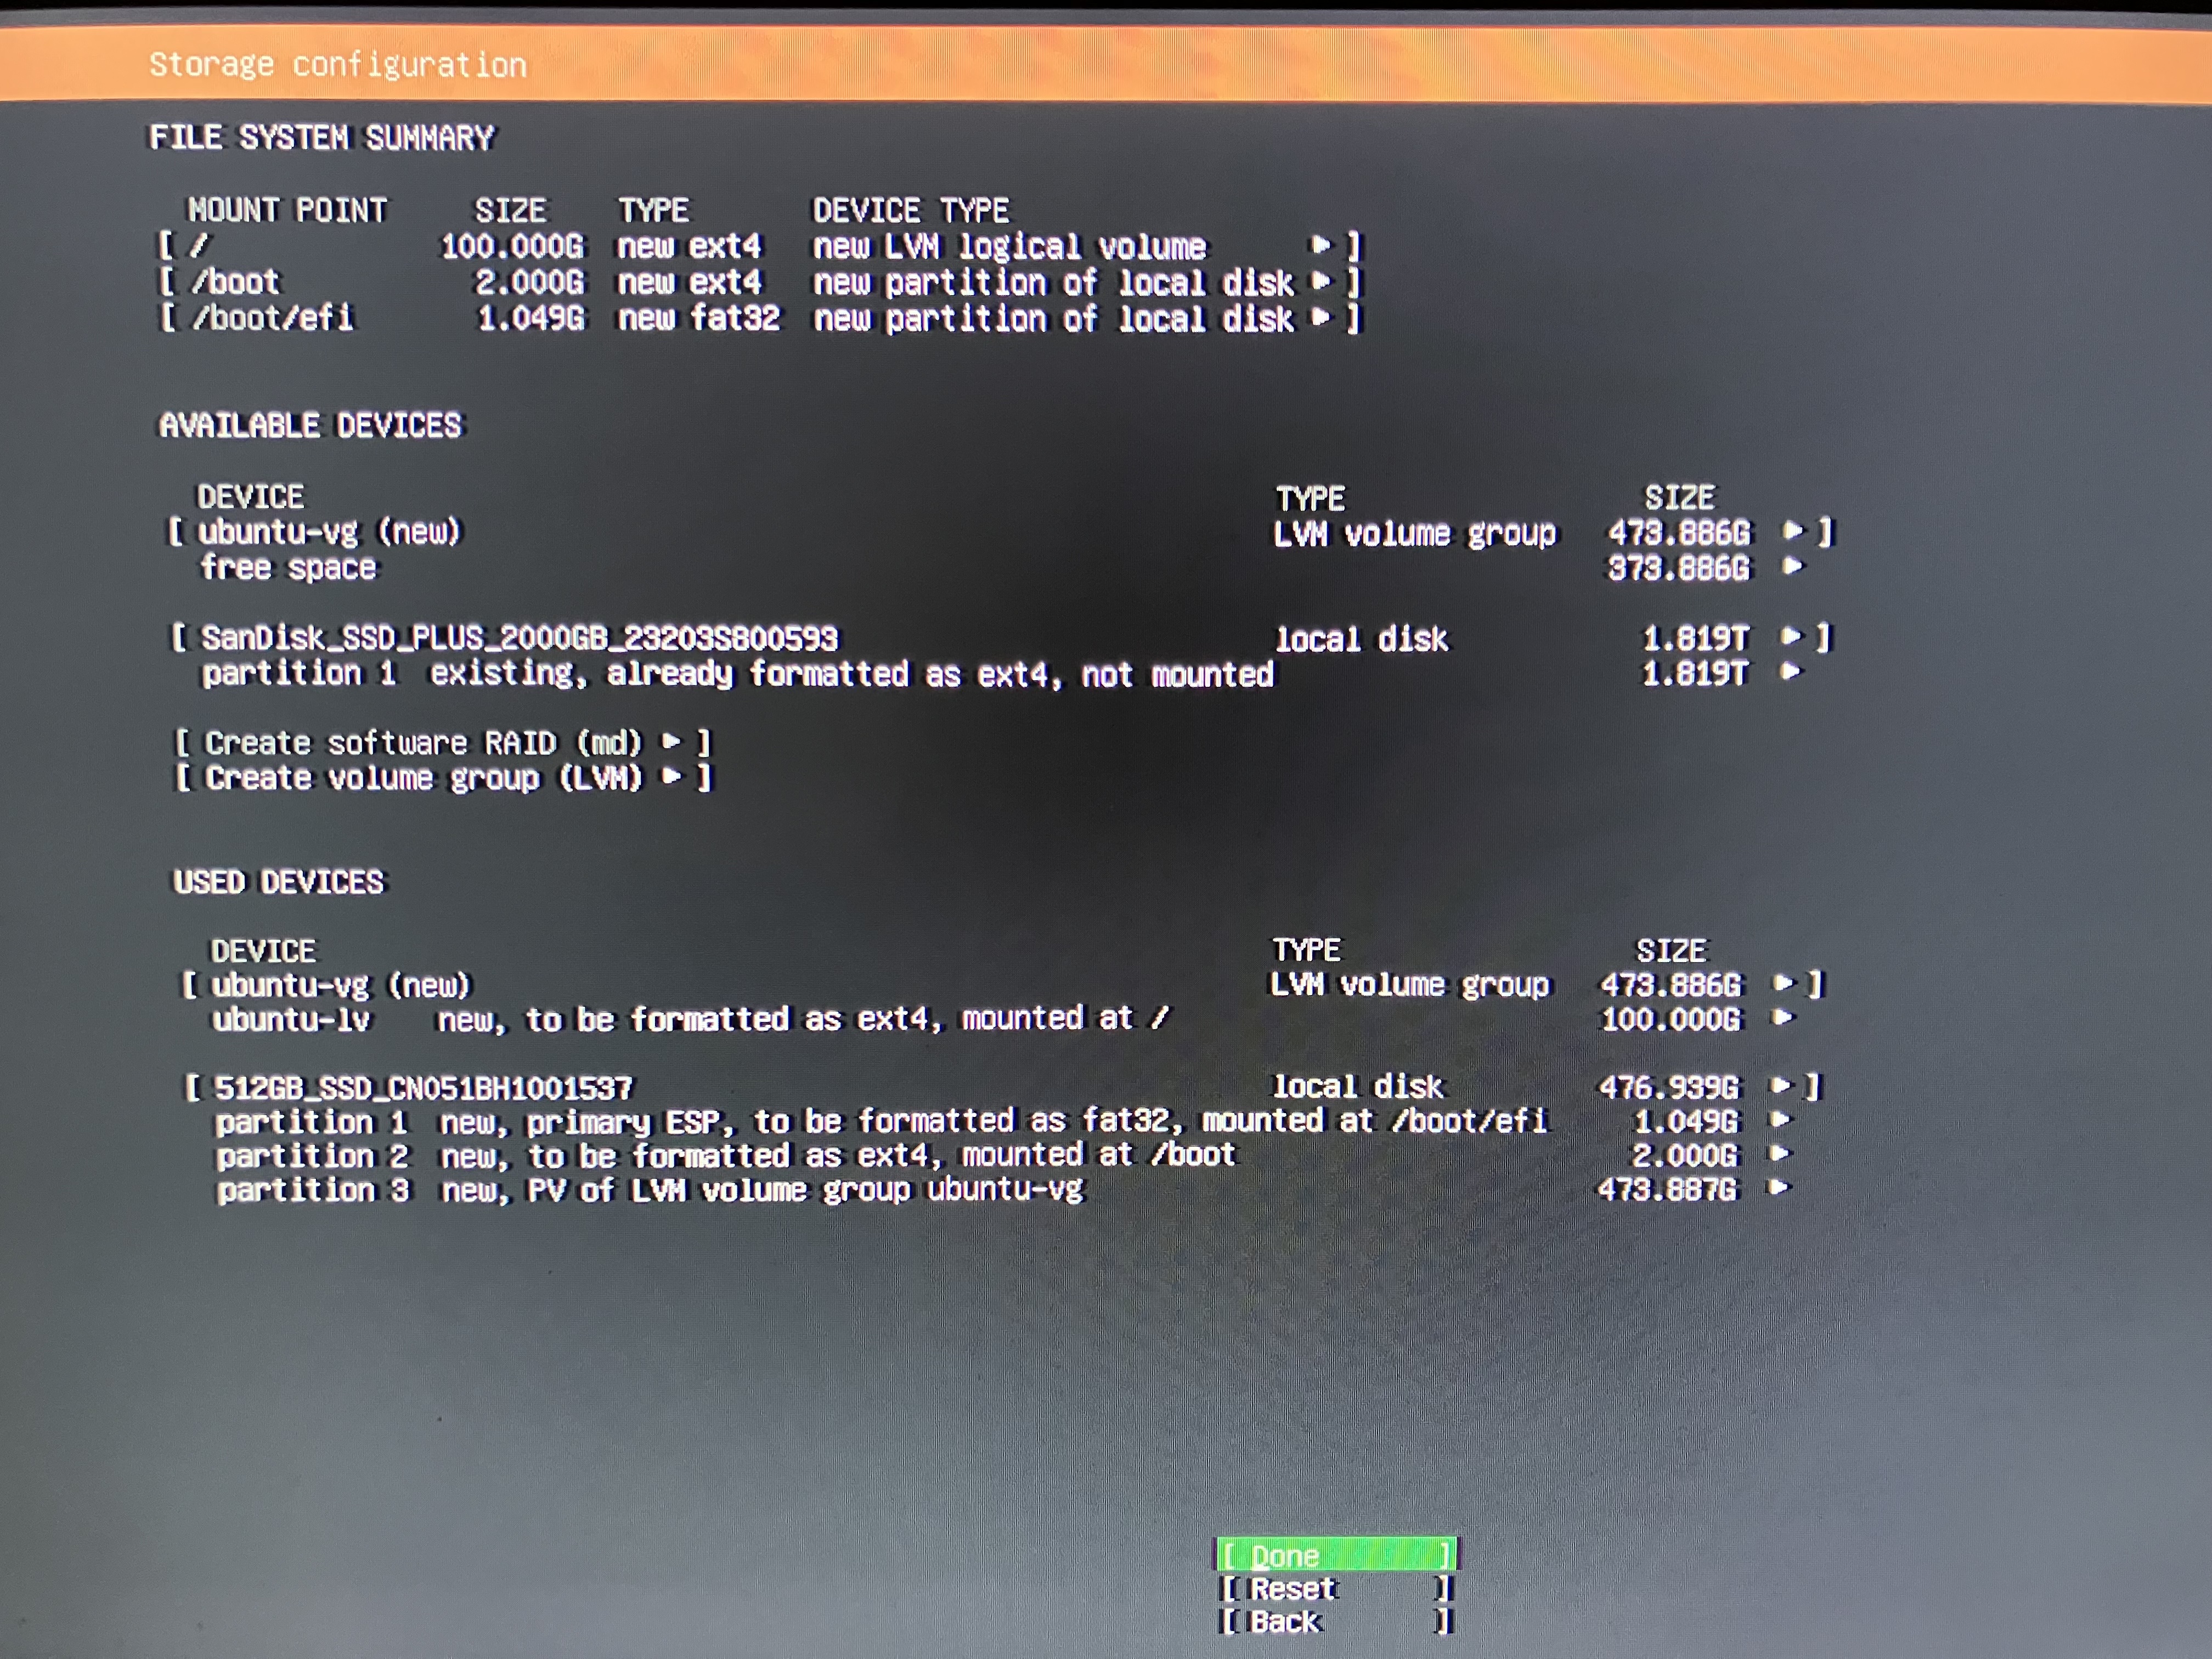 Storage configuration
FILE SYSTEM SUMMARY
MOUNT POINT SIZE TYPE DEVICE TYPE
[ / 100.000G new ext4 new LVM logical volume ▸ ]
[ /boot 2.000G new ext4 new partition of local disk ▸ ]
[ /boot/efi 1.049G new fat32 new partition of local disk ▸ ]
AVAILABLE DEVICES
DEVICE TYPE SIZE
[ ubuntu-vg (new) LVM volume group 473.886G ▸ ]
free space 373.886G ▸
[ SanDisk_SSD_PLUS_2000GB_23203S800593 local disk 1.819T ▸ ]
partition 1 existing, already formatted as ext4, not mounted 1.819T ▸
[ Create software RAID (md) ▸ ]
[ Create volume group (LVM) ▸ ]
USED DEVICES
DEVICE TYPE SIZE
[ ubuntu-vg (new) LVM volume group 473.886G ▸ ]
ubuntu-lv new, to be formatted as ext4, mounted at / 100.000G ▸
[ 512GB_SSD_CN051BH1001537 local disk 476.939G ▸ ]
partition 1 new, primary ESP, to be formatted as fat32, mounted at /boot/efi 1.049G ▸
partition 2 new, to be formatted as ext4, mounted at /boot 2.000G ▸
partition 3 new, PV of LVM volume group ubuntu-vg 473.887G ▸
[ Done ]
[ Reset ]
[ Back ]